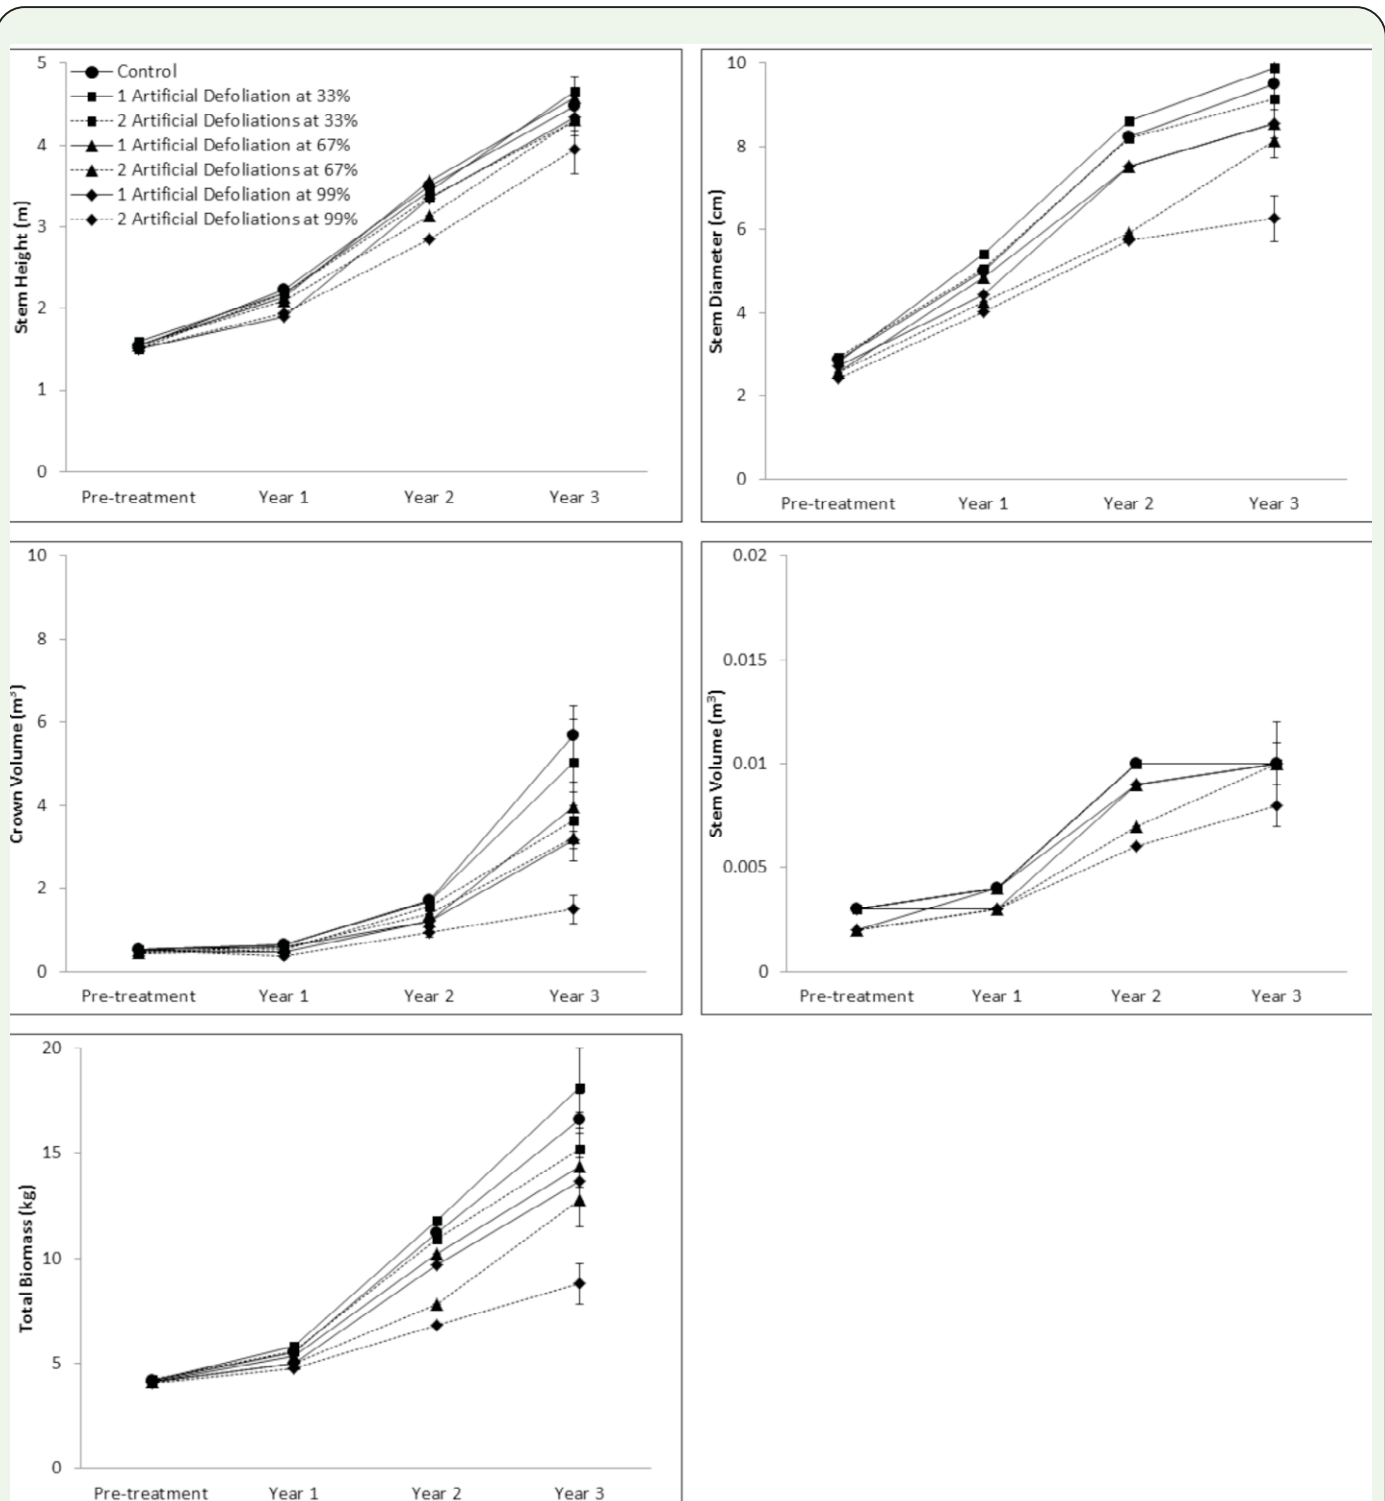 5
4
3
2
1
0
Stem Height (m)
Control
1 Artificial Defoliation at 33%
2 Artificial Defoliations at 33%
1 Artificial Defoliation at 67%
2 Artificial Defoliations at 67%
1 Artificial Defoliation at 99%
2 Artificial Defoliations at 99%
Pre-treatment Year 1 Year 2 Year 3
10
8
6
4
2
0
Stem Diameter (cm)
Pre-treatment Year 1 Year 2 Year 3
10
8
6
4
2
0
Crown Volume (m³)
Pre-treatment Year 1 Year 2 Year 3
0.02
0.015
0.01
0.005
0
Stem Volume (m³)
Pre-treatment Year 1 Year 2 Year 3
20
15
10
5
0
Total Biomass (kg)
Pre-treatment Year 1 Year 2 Year 3